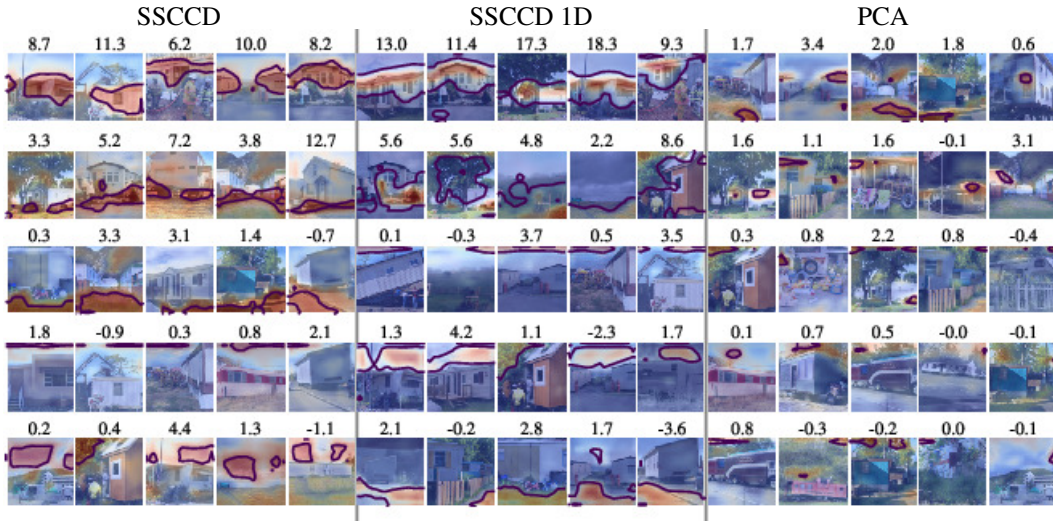 SSCCD SSCCD 1D PCA
8.7 11.3 6.2 10.0 8.2 13.0 11.4 17.3 18.3 9.3 1.7 3.4 2.0 1.8 0.6
3.3 5.2 7.2 3.8 12.7 5.6 5.6 4.8 2.2 8.6 1.6 1.1 1.6 -0.1 3.1
0.3 3.3 3.1 1.4 -0.7 0.1 -0.3 3.7 0.5 3.5 0.3 0.8 2.2 0.8 -0.4
1.8 -0.9 0.3 0.8 2.1 1.3 4.2 1.1 -2.3 1.7 0.1 0.7 0.5 -0.0 -0.1
0.2 0.4 4.4 1.3 -1.1 2.1 -0.2 2.8 1.7 -3.6 0.8 -0.3 -0.2 0.0 -0.1